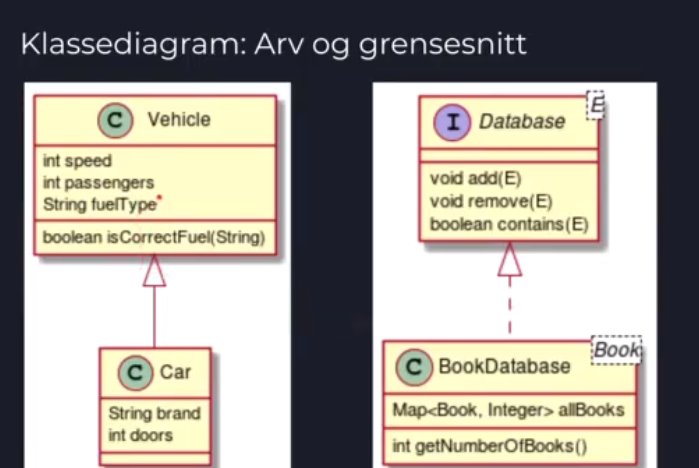 Klassediagram: Arv og grensesnitt
C Vehicle
int speed
int passengers
String fuelType
boolean isCorrectFuel(String)
C Car
String brand
int doors
E
I Database
void add(E)
void remove(E)
boolean contains(E)
Book
C BookDatabase
Map<Book, Integer> allBooks
int getNumberOfBooks()